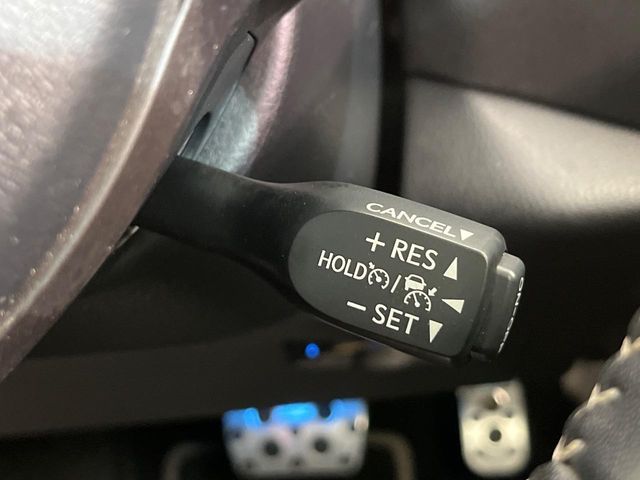 CANCEL▼
+ RES ▲
HOLD / ◀
− SET ▼